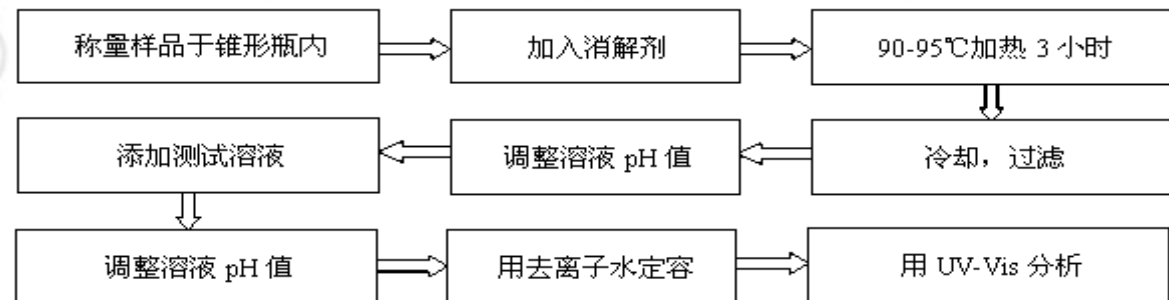 称量样品于锥形瓶内
加入消解剂
90-95℃加热 3 小时
冷却，过滤
调整溶液 pH 值
添加测试溶液
调整溶液 pH 值
用去离子水定容
用 UV-Vis 分析